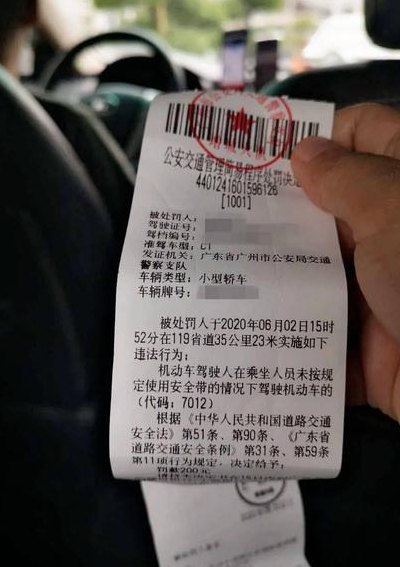 公安交通管理简易程序处罚决定
4401241601596126
[1001]
被处罚人:
驾驶证号:
驾档编号:
准驾车型: C1
发证机关: 广东省广州市公安局交通
警察支队
车辆类型: 小型轿车
车辆牌号:
被处罚人于2020年06月02日15时
52分在119省道35公里23米实施如下
违法行为:
机动车驾驶人在乘坐人员未按规
定使用安全带的情况下驾驶机动车的
(代码: 7012)
根据《中华人民共和国道路交通
安全法》第51条、第90条、《广东省
道路交通安全条例》第31条、第59条
第11项行为规定, 决定给予:
罚款200元